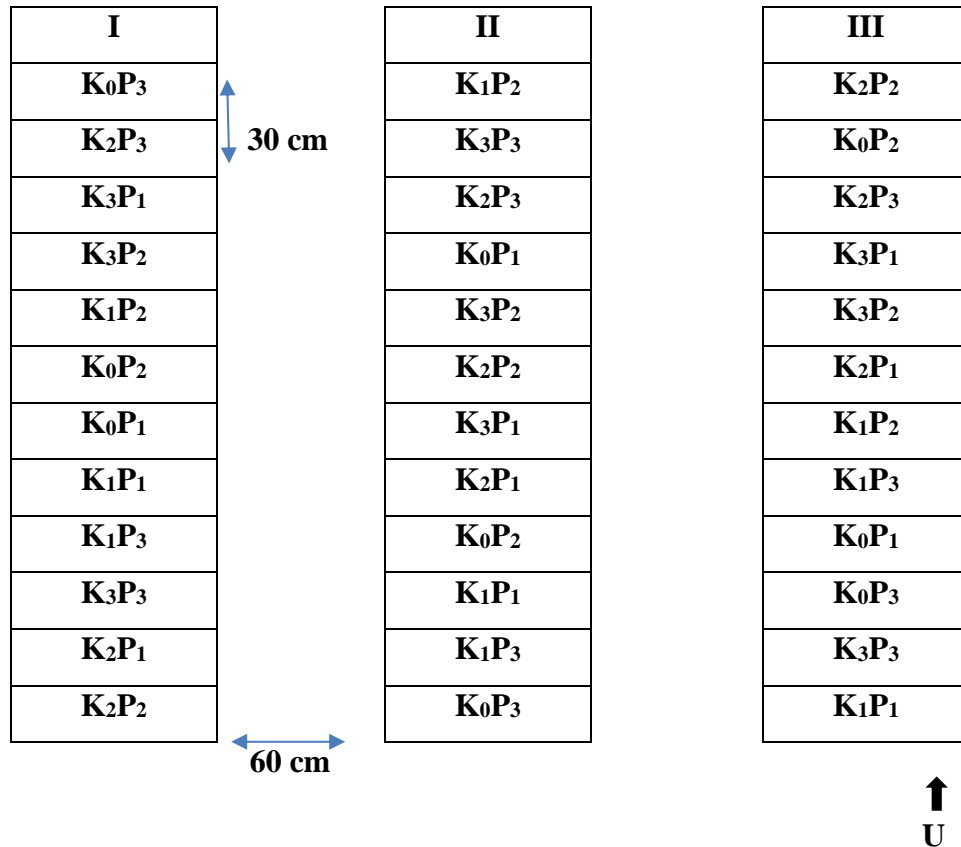 I II III
K₀P₃ K₁P₂ K₂P₂
K₂P₃ 30 cm K₃P₃ K₀P₂
K₃P₁ K₂P₃ K₂P₃
K₃P₂ K₀P₁ K₃P₁
K₁P₂ K₃P₂ K₃P₂
K₀P₂ K₂P₂ K₂P₁
K₀P₁ K₃P₁ K₁P₂
K₁P₁ K₂P₁ K₁P₃
K₁P₃ K₀P₂ K₀P₁
K₃P₃ K₁P₁ K₀P₃
K₂P₁ K₁P₃ K₃P₃
K₂P₂ K₀P₃ K₁P₁
60 cm
U